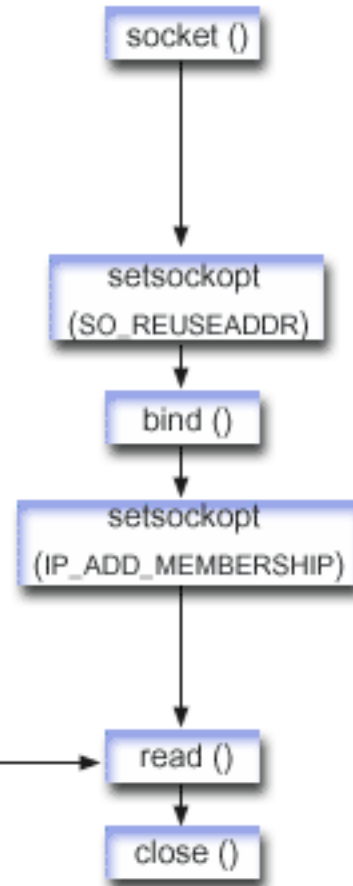 socket ()
setsockopt
(SO_REUSEADDR)
bind ()
setsockopt
(IP_ADD_MEMBERSHIP)
read ()
close ()